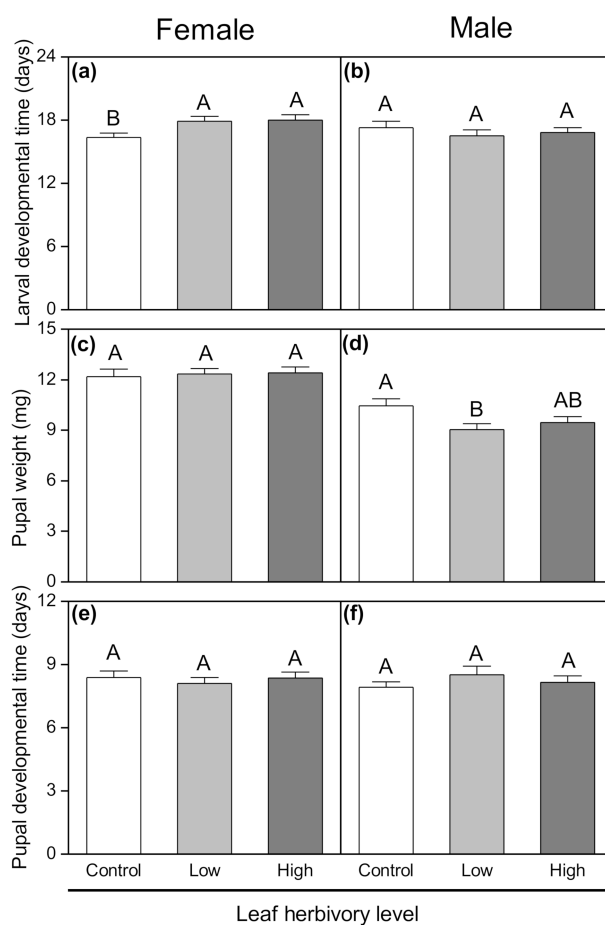 Female Male
Larval developmental time (days)
24
18
12
6
0
(a)
B A A
(b)
A A A
Pupal weight (mg)
15
12
9
6
3
0
(c)
A A A
(d)
A B AB
Pupal developmental time (days)
12
9
6
3
0
(e)
A A A
(f)
A A A
Control Low High Control Low High
Leaf herbivory level